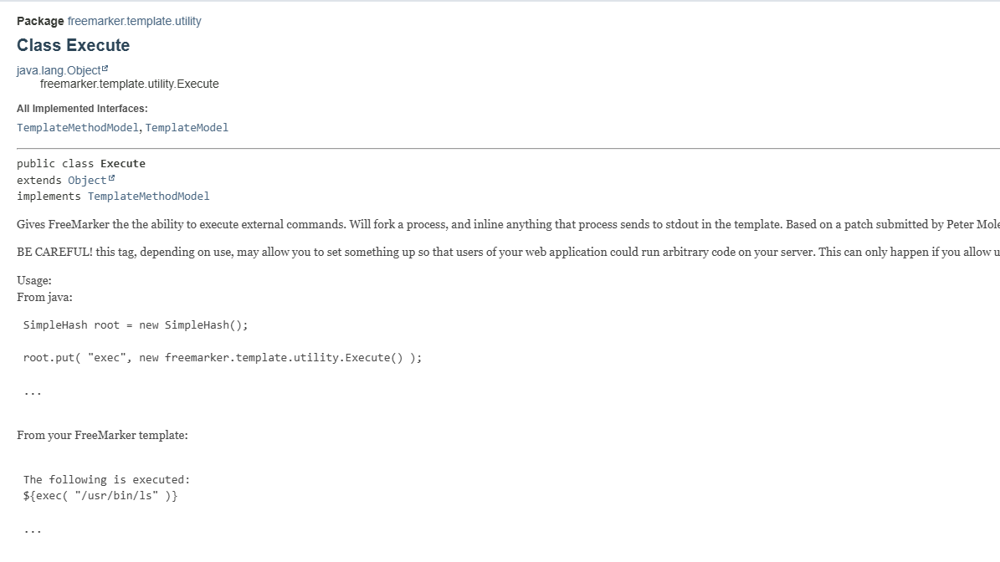 Package freemarker.template.utility
Class Execute
java.lang.Object
freemarker.template.utility.Execute
All Implemented Interfaces:
TemplateMethodModel, TemplateModel
public class Execute
extends Object
implements TemplateMethodModel
Gives FreeMarker the the ability to execute external commands. Will fork a process, and inline anything that process sends to stdout in the template. Based on a patch submitted by Peter Mole
BE CAREFUL! this tag, depending on use, may allow you to set something up so that users of your web application could run arbitrary code on your server. This can only happen if you allow u
Usage:
From java:
SimpleHash root = new SimpleHash();
root.put( "exec", new freemarker.template.utility.Execute() );
...
From your FreeMarker template:
The following is executed:
${exec( "/usr/bin/ls" )}
...